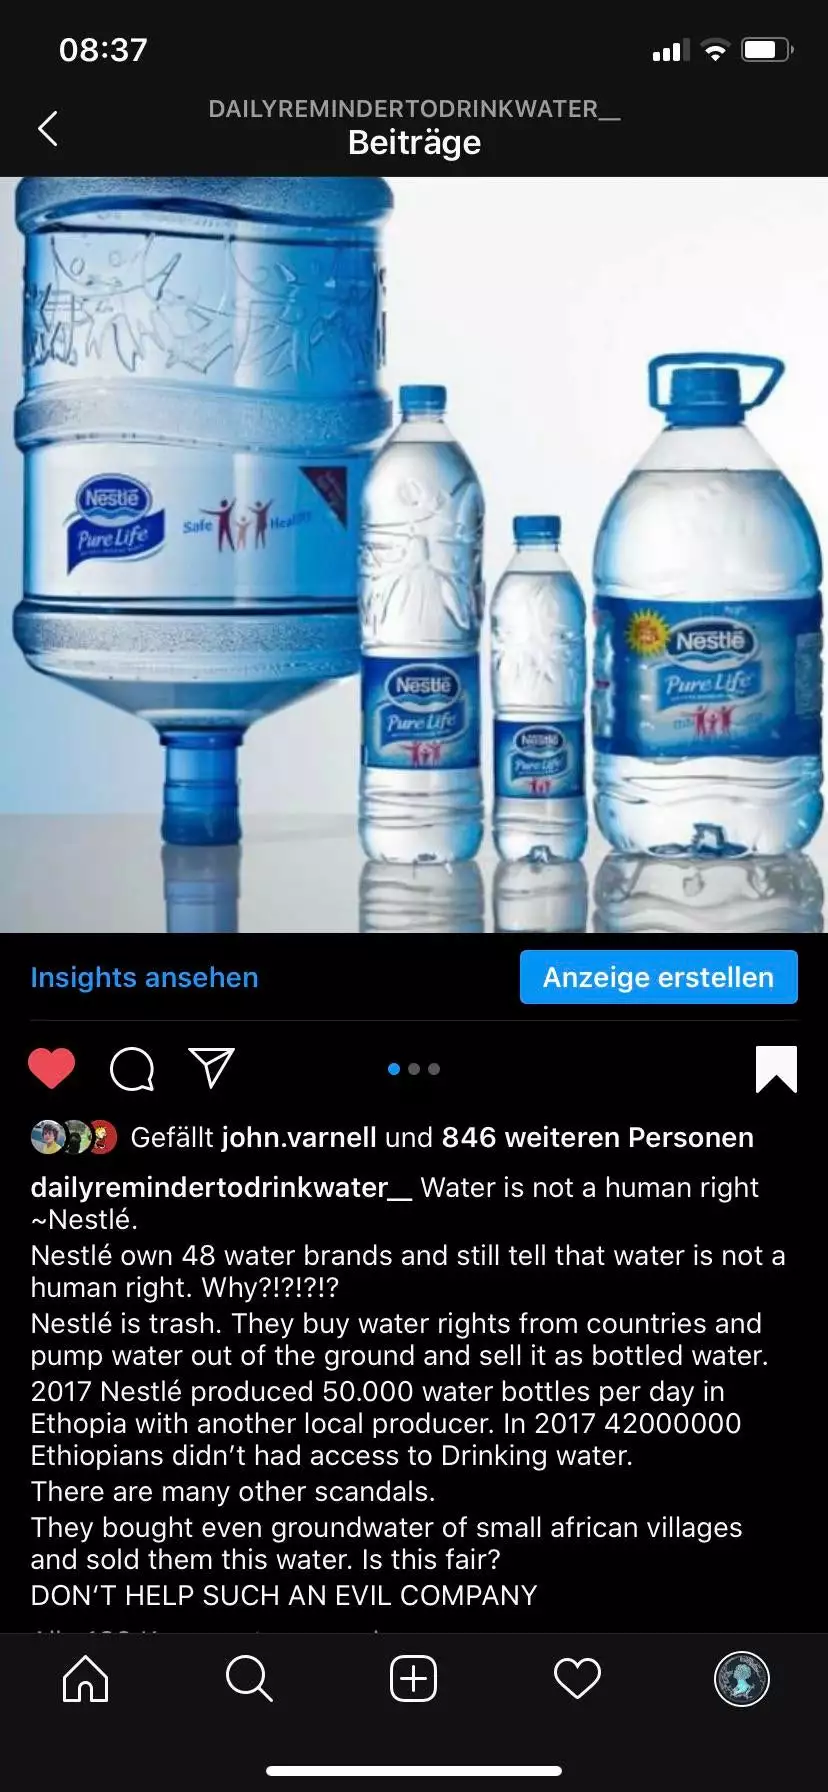 08:37
DAILYREMINDERTODRINKWATER__
Beiträge
Nestlé
Pure Life
Safe
Nestlé
Pure Life
Nestlé
Pure Life
Nestlé
Pure Life
Insights ansehen
Anzeige erstellen
Gefällt john.varnell und 846 weiteren Personen
dailyremindertodrinkwater__ Water is not a human right
~Nestlé.
Nestlé own 48 water brands and still tell that water is not a
human right. Why?!?!?!?
Nestlé is trash. They buy water rights from countries and
pump water out of the ground and sell it as bottled water.
2017 Nestlé produced 50.000 water bottles per day in
Ethopia with another local producer. In 2017 42000000
Ethiopians didn‘t had access to Drinking water.
There are many other scandals.
They bought even groundwater of small african villages
and sold them this water. Is this fair?
DON‘T HELP SUCH AN EVIL COMPANY